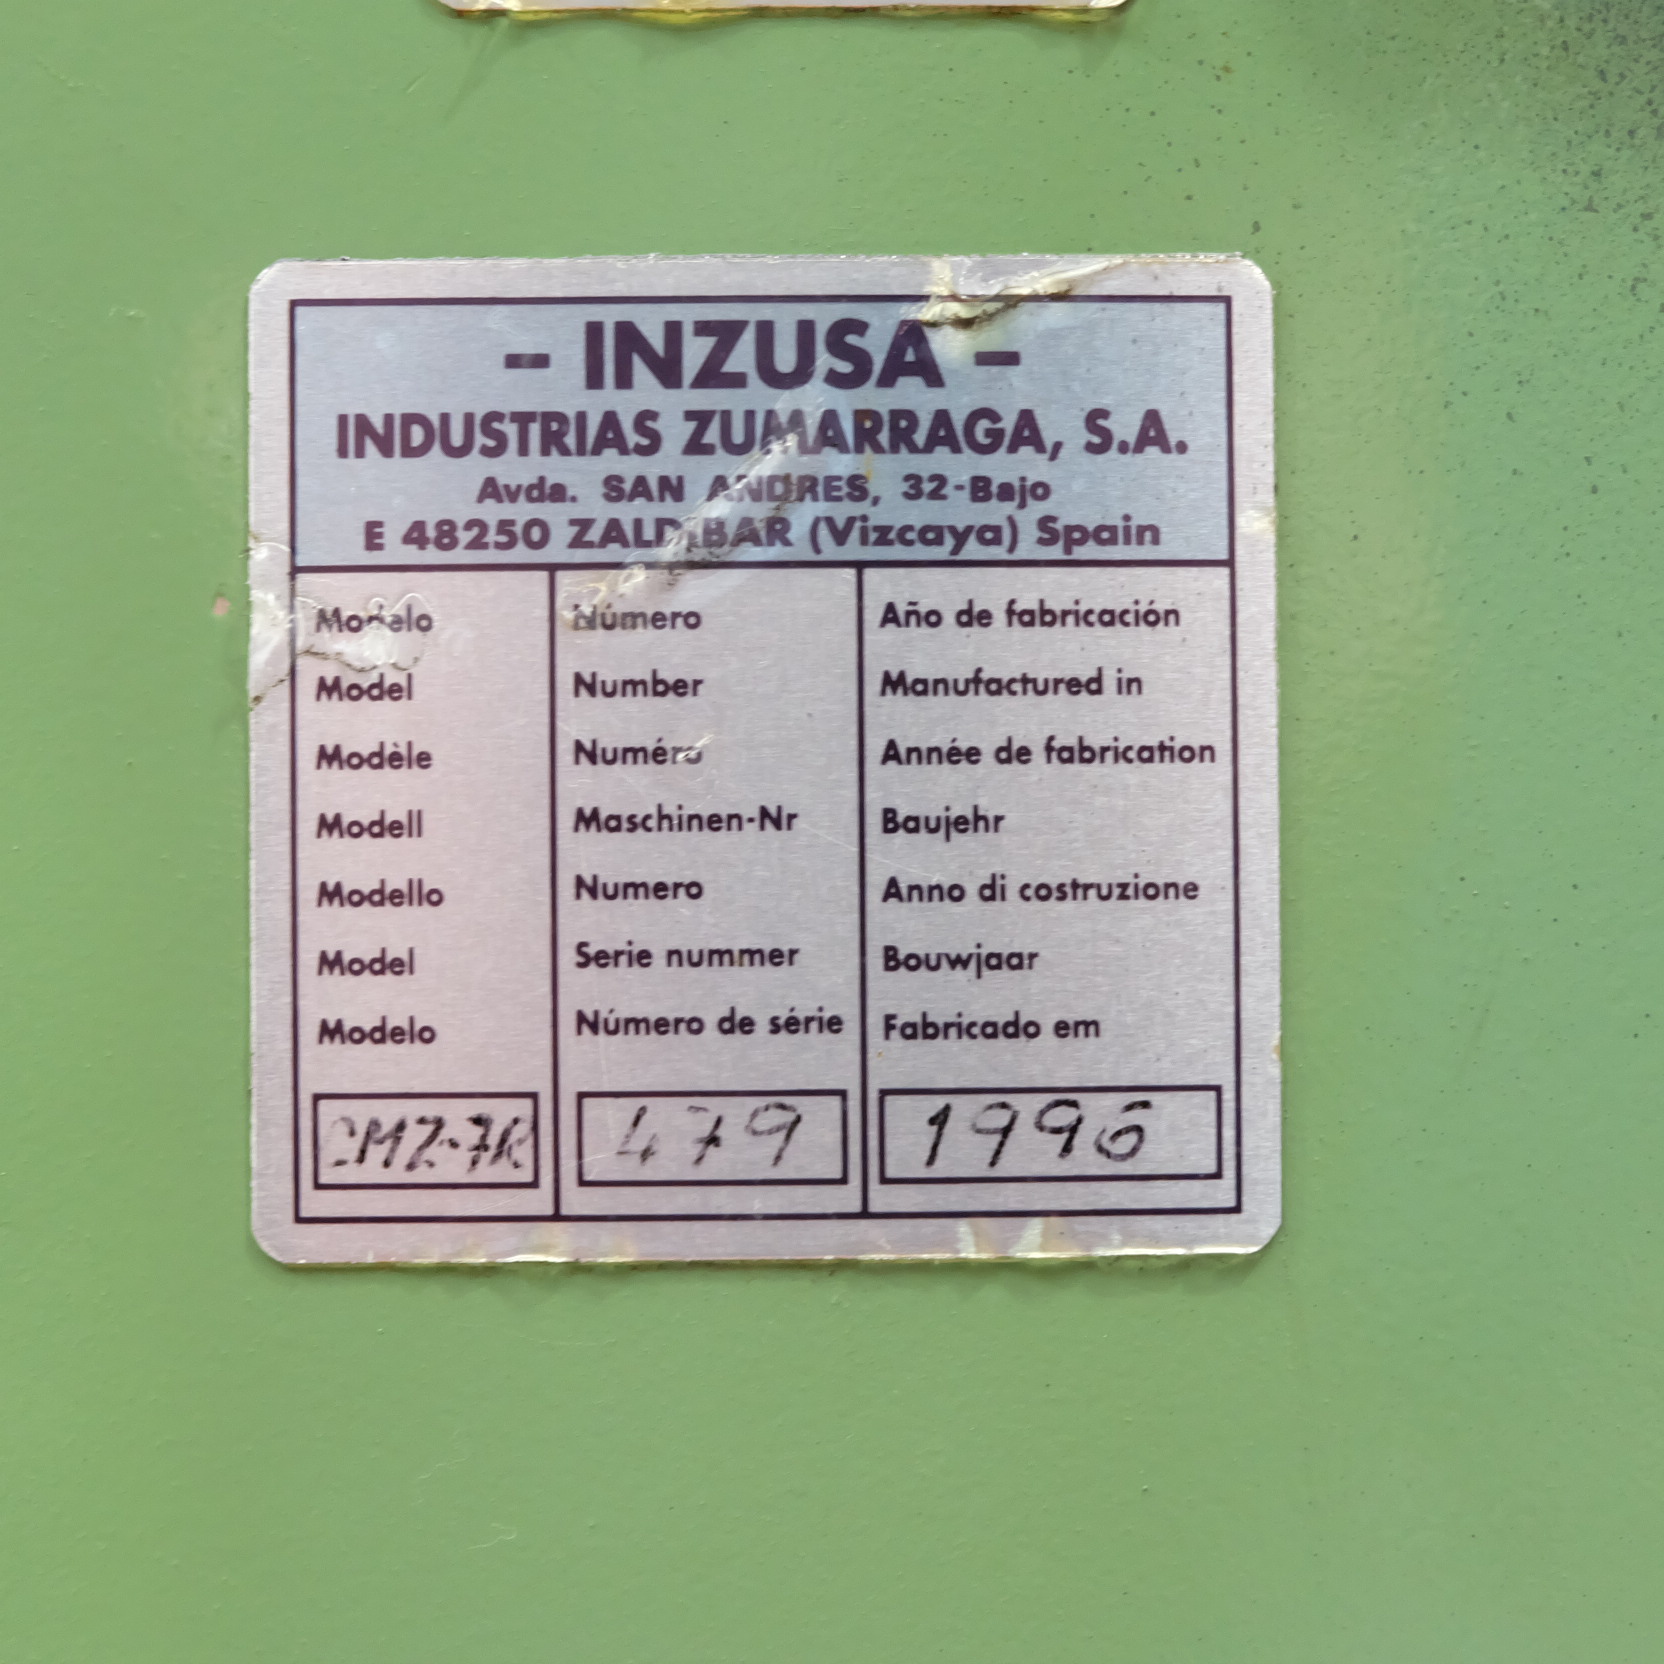 - INZUSA -
INDUSTRIAS ZUMARRAGA, S.A.
Avda. SAN ANDRES, 32-Bajo
E 48250 ZALDIBAR (Vizcaya) Spain
Modelo
Model
Modèle
Modell
Modello
Model
Modelo
Número
Number
Numéro
Maschinen-Nr
Numero
Serie nummer
Número de série
479
Año de fabricación
Manufactured in
Année de fabrication
Baujehr
Anno di costruzione
Bouwjaar
Fabricado em
1996